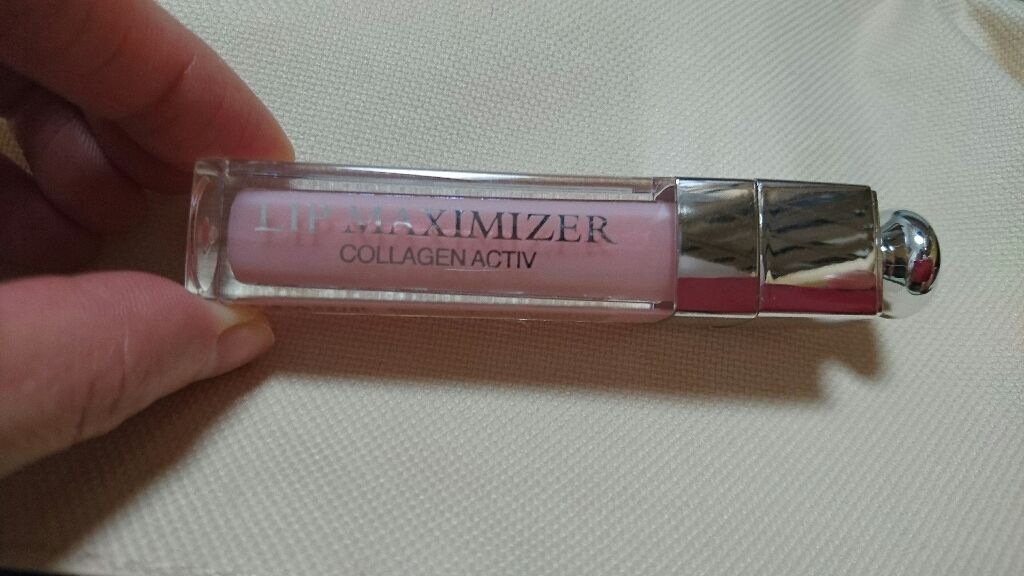 LIP MAXIMIZER
COLLAGEN ACTIV